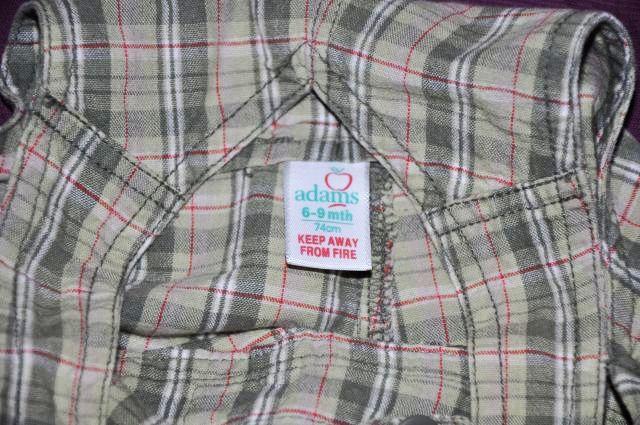 adams
6-9 mth
74cm
KEEP AWAY
FROM FIRE